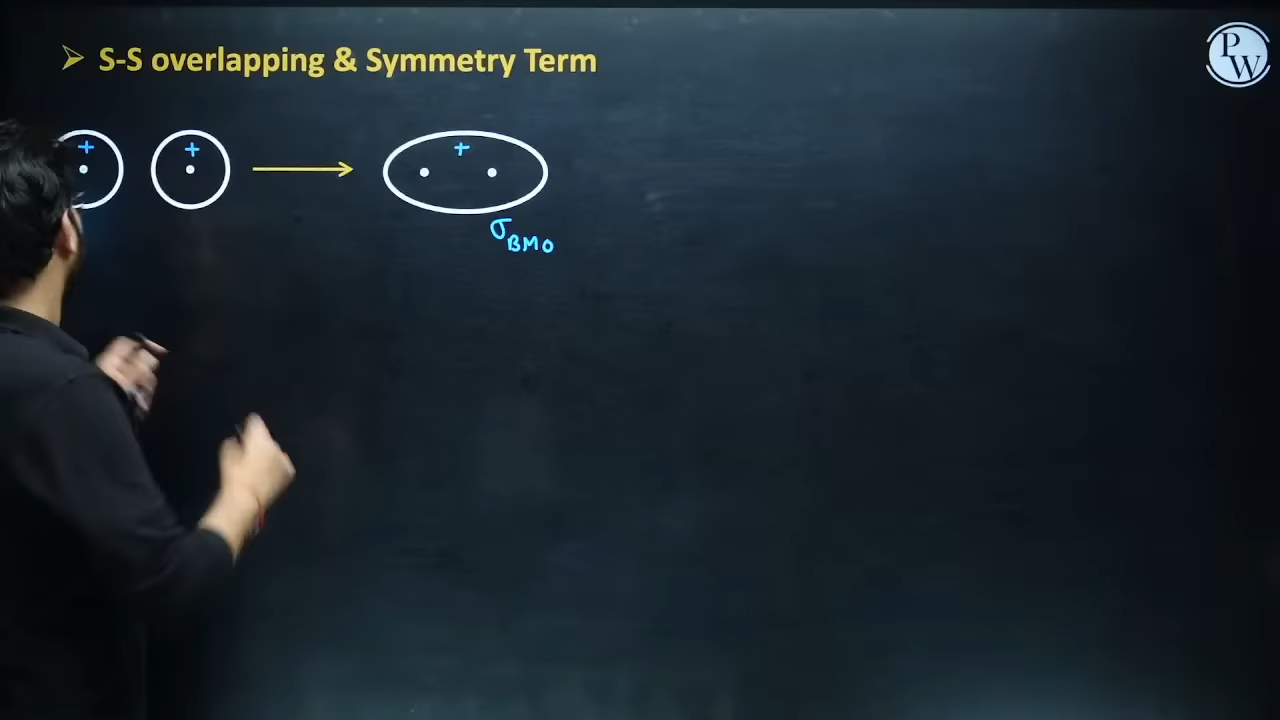 ➤ S-S overlapping & Symmetry Term
PW
+ + +
σBMO